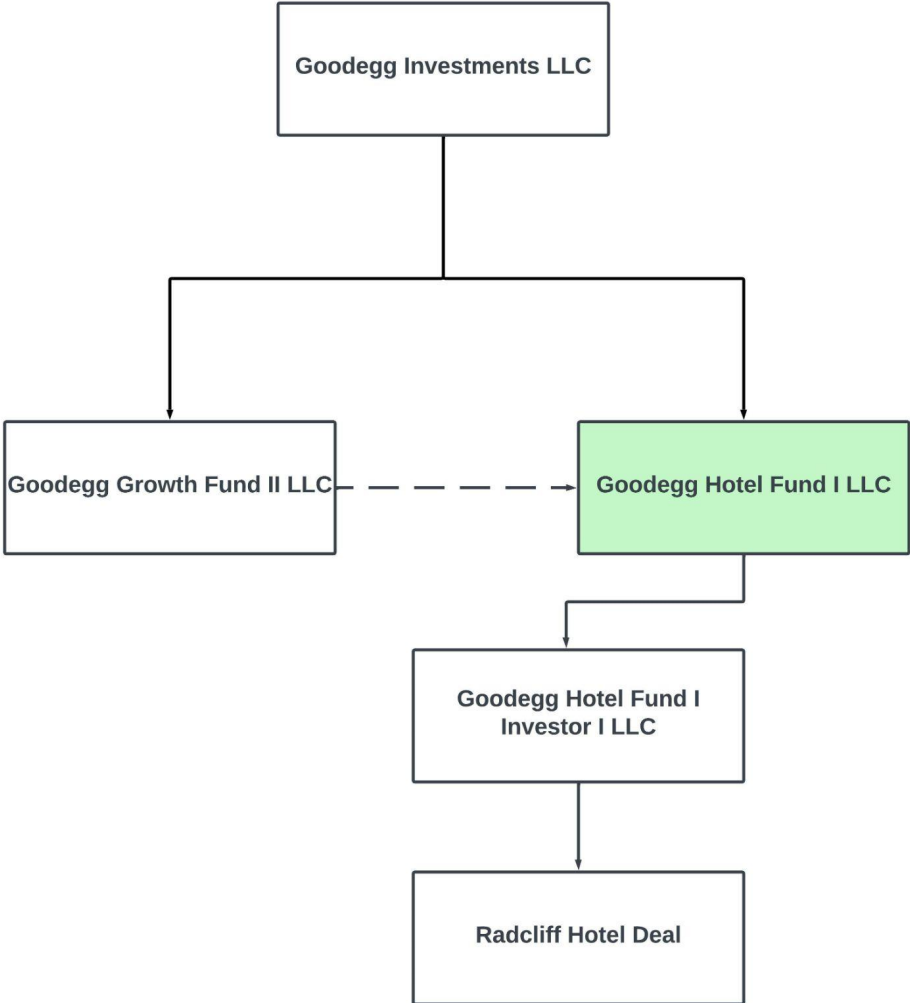 Goodegg Investments LLC
Goodegg Growth Fund II LLC
Goodegg Hotel Fund I LLC
Goodegg Hotel Fund I
Investor I LLC
Radcliff Hotel Deal